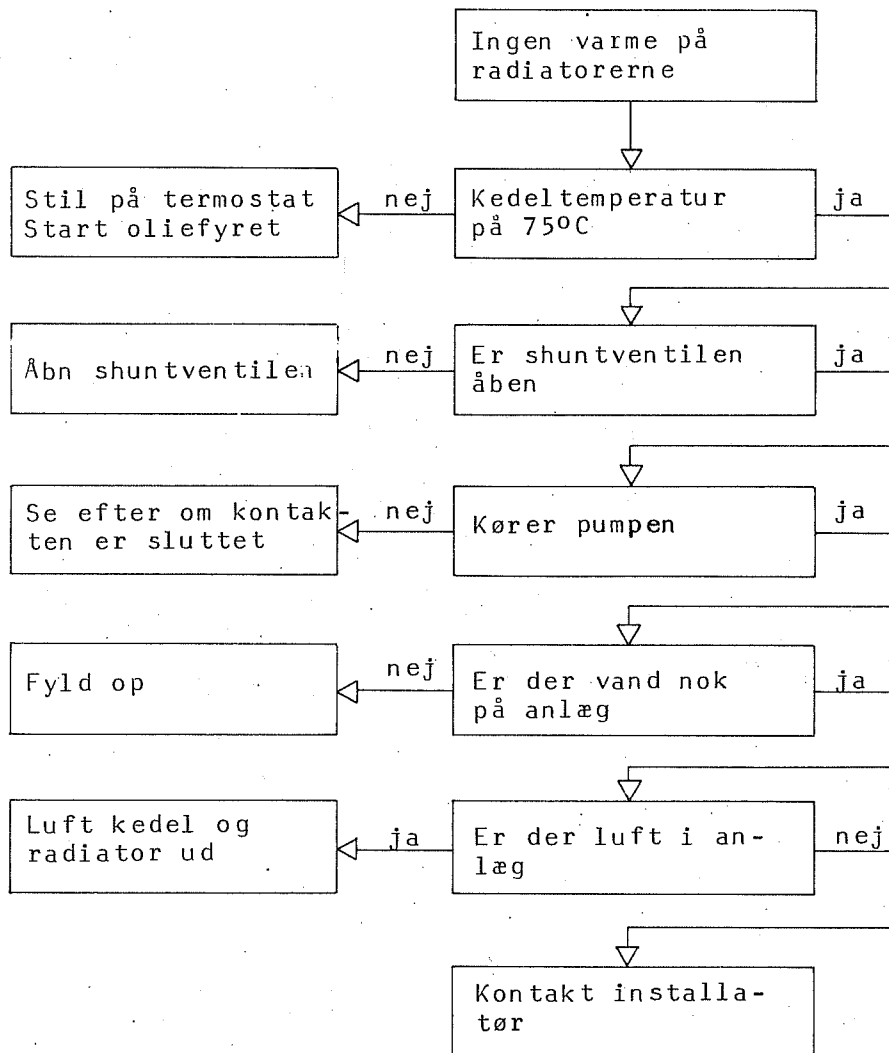 Ingen varme på
radiatorerne
Stil på termostat
Start oliefyret
nej
Kedeltemperatur
på 75ºC
ja
Åbn shuntventilen
nej
Er shuntventilen
åben
ja
Se efter om kontak-
ten er sluttet
nej
Kører pumpen
ja
Fyld op
nej
Er der vand nok
på anlæg
ja
Luft kedel og
radiator ud
ja
Er der luft i an-
læg
nej
Kontakt installa-
tør